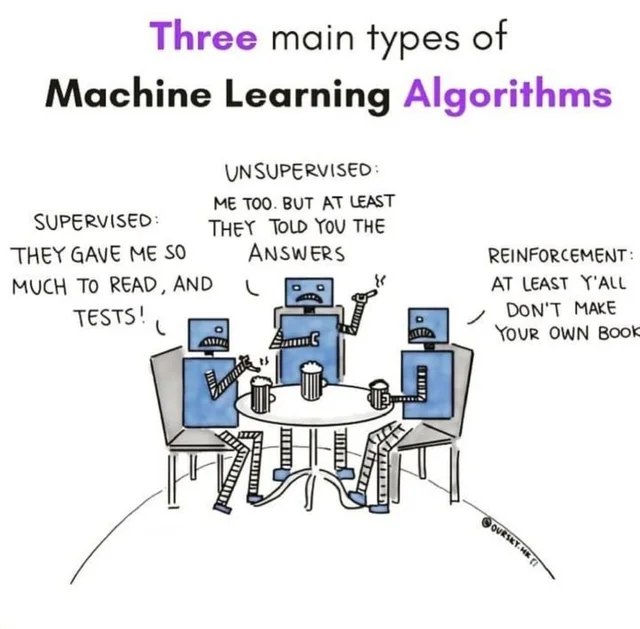 Three main types of
Machine Learning Algorithms
SUPERVISED:
THEY GAVE ME SO
MUCH TO READ, AND
TESTS!
UNSUPERVISED:
ME TOO. BUT AT LEAST
THEY TOLD YOU THE
ANSWERS
REINFORCEMENT:
AT LEAST Y'ALL
DON'T MAKE
YOUR OWN BOOK